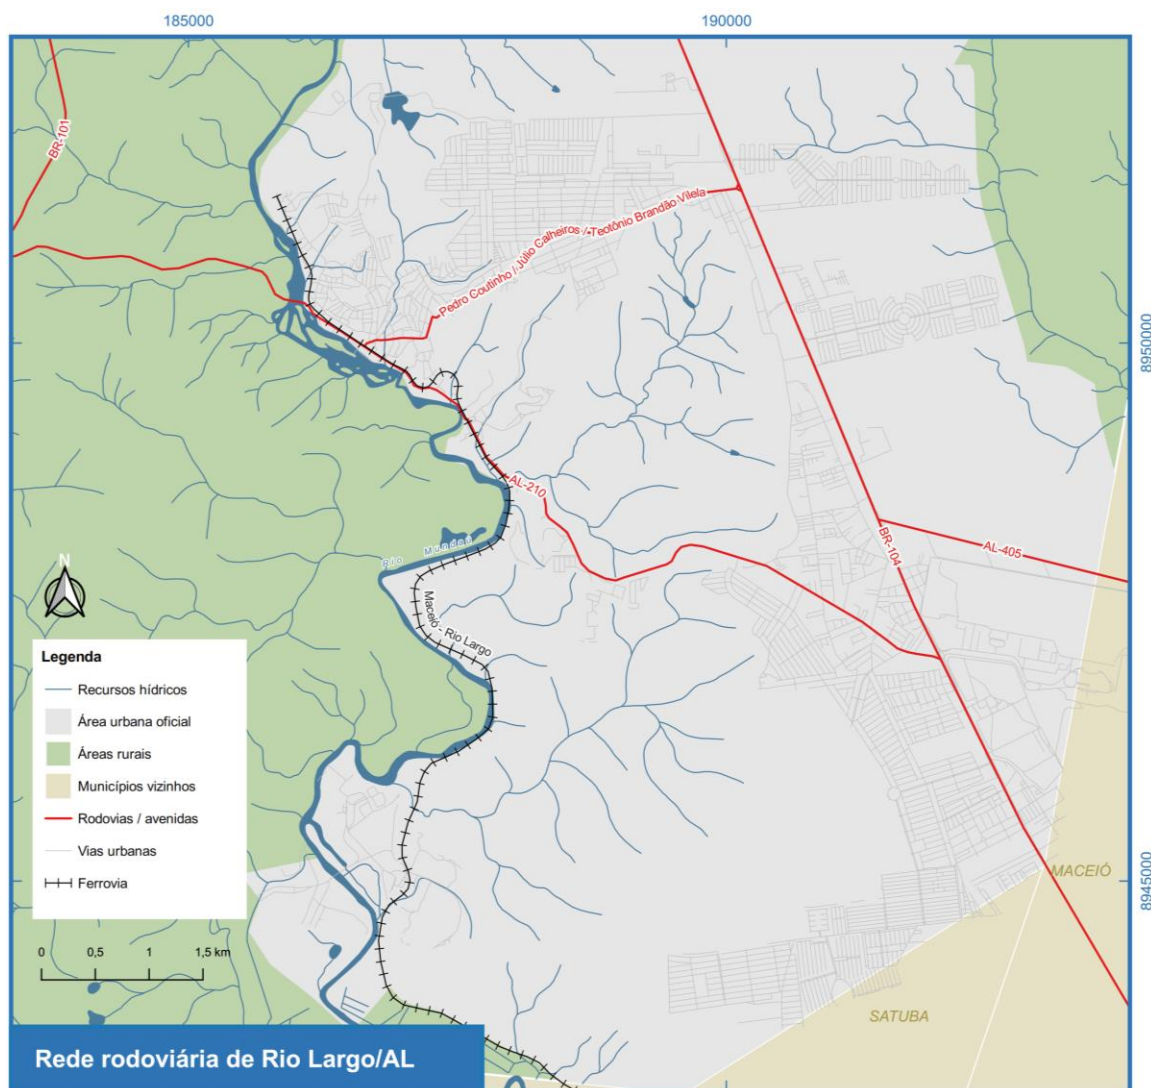 185000
190000
BR-101
Pedro Coutinho / Júlio Calheiros / Teotônio Brandão Vilela
8950000
AL-210
BR-104
AL-405
Rio Mundaú
N
Maceió - Rio Largo
Legenda
Recursos hídricos
Área urbana oficial
Áreas rurais
Municípios vizinhos
Rodovias / avenidas
Vias urbanas
Ferrovia
MACEIÓ
8945000
0 0,5 1 1,5 km
SATUBA
Rede rodoviária de Rio Largo/AL